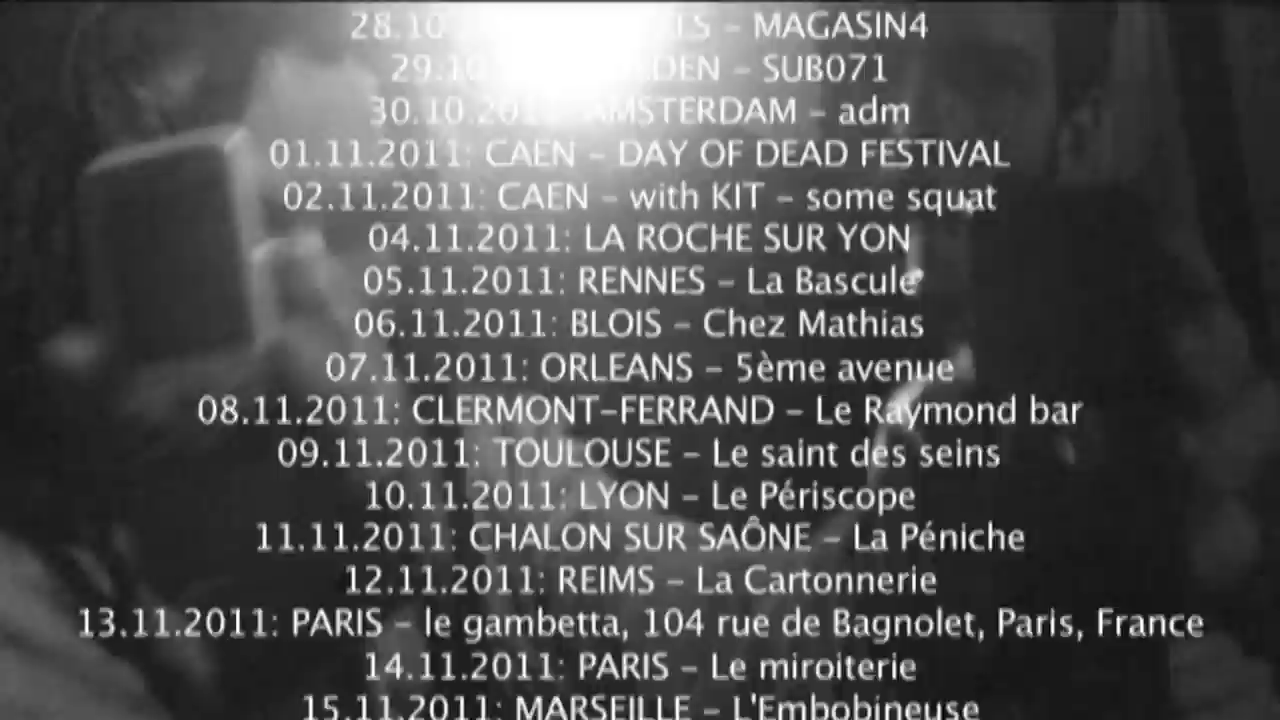 28.10 - MAGASIN4
29.10 - SUB071
30.10.2011 AMSTERDAM - adm
01.11.2011: CAEN - DAY OF DEAD FESTIVAL
02.11.2011: CAEN - with KIT - some squat
04.11.2011: LA ROCHE SUR YON
05.11.2011: RENNES - La Bascule
06.11.2011: BLOIS - Chez Mathias
07.11.2011: ORLEANS - 5ème avenue
08.11.2011: CLERMONT-FERRAND - Le Raymond bar
09.11.2011: TOULOUSE - Le saint des seins
10.11.2011: LYON - Le Périscope
11.11.2011: CHALON SUR SAÔNE - La Péniche
12.11.2011: REIMS - La Cartonnerie
13.11.2011: PARIS - le gambetta, 104 rue de Bagnolet, Paris, France
14.11.2011: PARIS - Le miroiterie
15.11.2011: MARSEILLE - L'Embobineuse